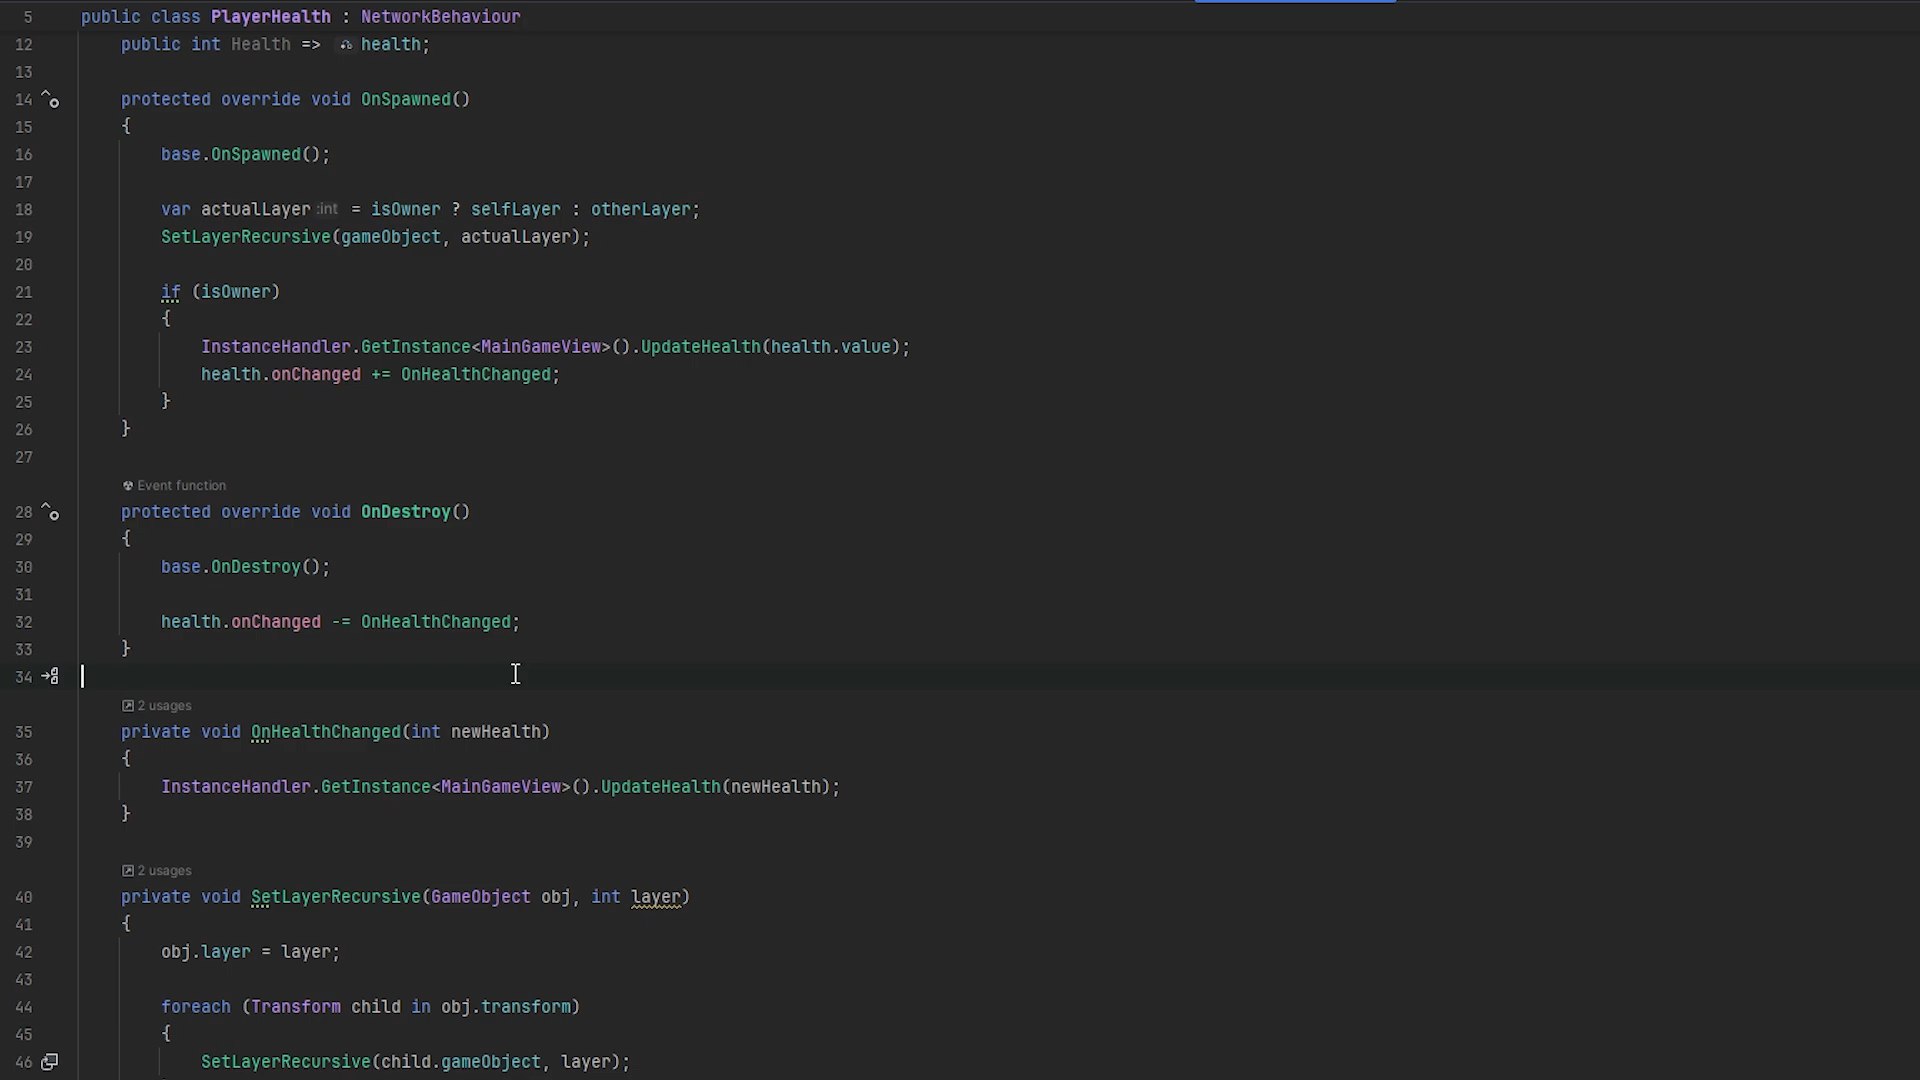 5 public class PlayerHealth : NetworkBehaviour
12 public int Health => health;
13
14 protected override void OnSpawned()
15 {
16 base.OnSpawned();
17
18 var actualLayer :int = isOwner ? selfLayer : otherLayer;
19 SetLayerRecursive(gameObject, actualLayer);
20
21 if (isOwner)
22 {
23 InstanceHandler.GetInstance<MainGameView>().UpdateHealth(health.value);
24 health.onChanged += OnHealthChanged;
25 }
26 }
27
Event function
28 protected override void OnDestroy()
29 {
30 base.OnDestroy();
31
32 health.onChanged -= OnHealthChanged;
33 }
34
2 usages
35 private void OnHealthChanged(int newHealth)
36 {
37 InstanceHandler.GetInstance<MainGameView>().UpdateHealth(newHealth);
38 }
39
2 usages
40 private void SetLayerRecursive(GameObject obj, int layer)
41 {
42 obj.layer = layer;
43
44 foreach (Transform child in obj.transform)
45 {
46 SetLayerRecursive(child.gameObject, layer);